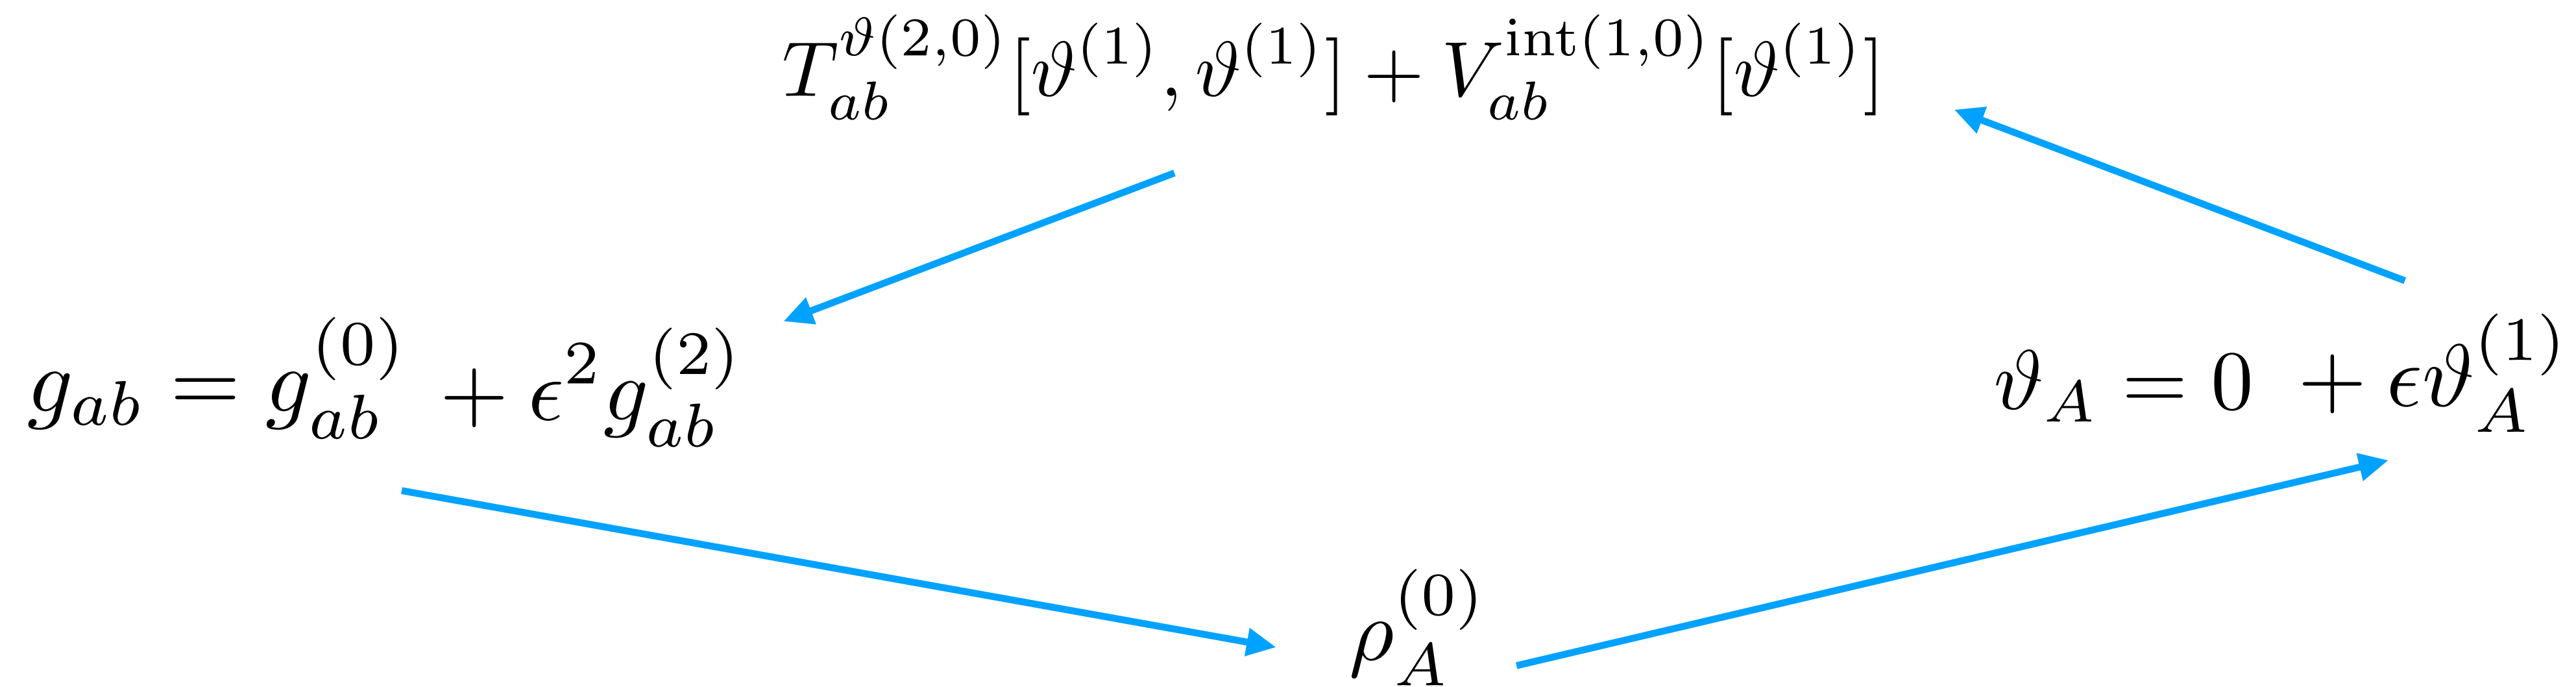 $T_{ab}^{\vartheta(2,0)}[\vartheta^{(1)}, \vartheta^{(1)}] + V_{ab}^{\text{int}(1,0)}[\vartheta^{(1)}]$
$g_{ab} = g_{ab}^{(0)} + \epsilon^2 g_{ab}^{(2)}$
$\vartheta_A = 0 + \epsilon \vartheta_A^{(1)}$
$\rho_A^{(0)}$